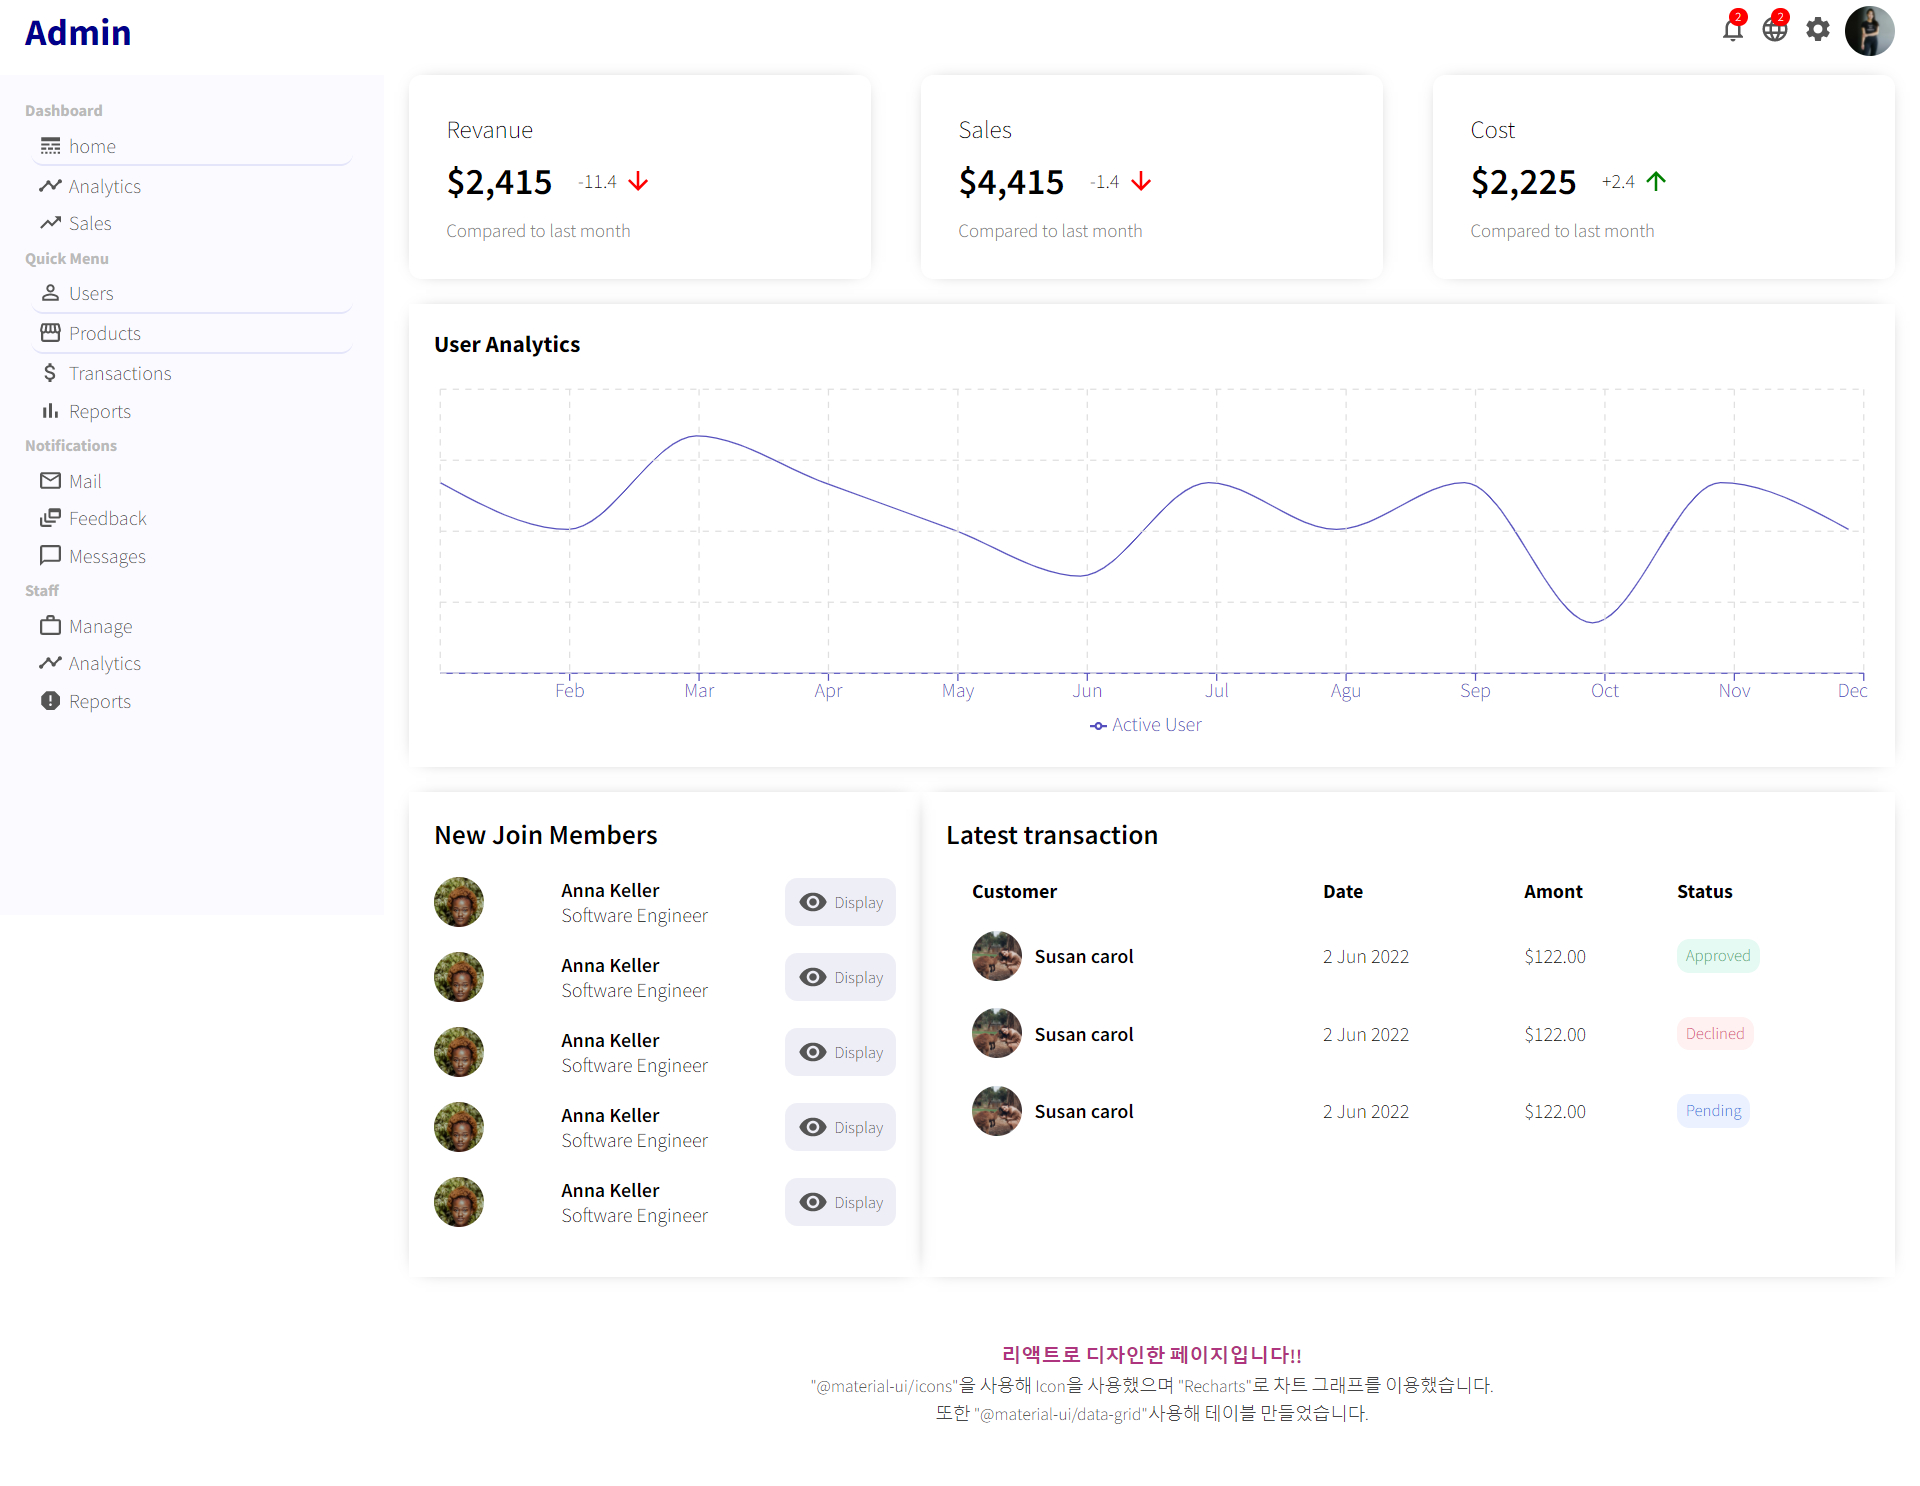 Admin
2
2
Dashboard
home
Analytics
Sales
Quick Menu
Users
Products
Transactions
Reports
Notifications
Mail
Feedback
Messages
Staff
Manage
Analytics
Reports
Revanue
$2,415 -11.4
Compared to last month
Sales
$4,415 -1.4
Compared to last month
Cost
$2,225 +2.4
Compared to last month
User Analytics
Feb Mar Apr May Jun Jul Agu Sep Oct Nov Dec
Active User
New Join Members
Anna Keller
Software Engineer
Display
Anna Keller
Software Engineer
Display
Anna Keller
Software Engineer
Display
Anna Keller
Software Engineer
Display
Anna Keller
Software Engineer
Display
Latest transaction
Customer Date Amont Status
Susan carol 2 Jun 2022 $122.00 Approved
Susan carol 2 Jun 2022 $122.00 Declined
Susan carol 2 Jun 2022 $122.00 Pending
리액트로 디자인한 페이지입니다!!
"@material-ui/icons"을 사용해 Icon을 사용했으며 "Recharts"로 차트 그래프를 이용했습니다.
또한 "@material-ui/data-grid"사용해 테이블 만들었습니다.